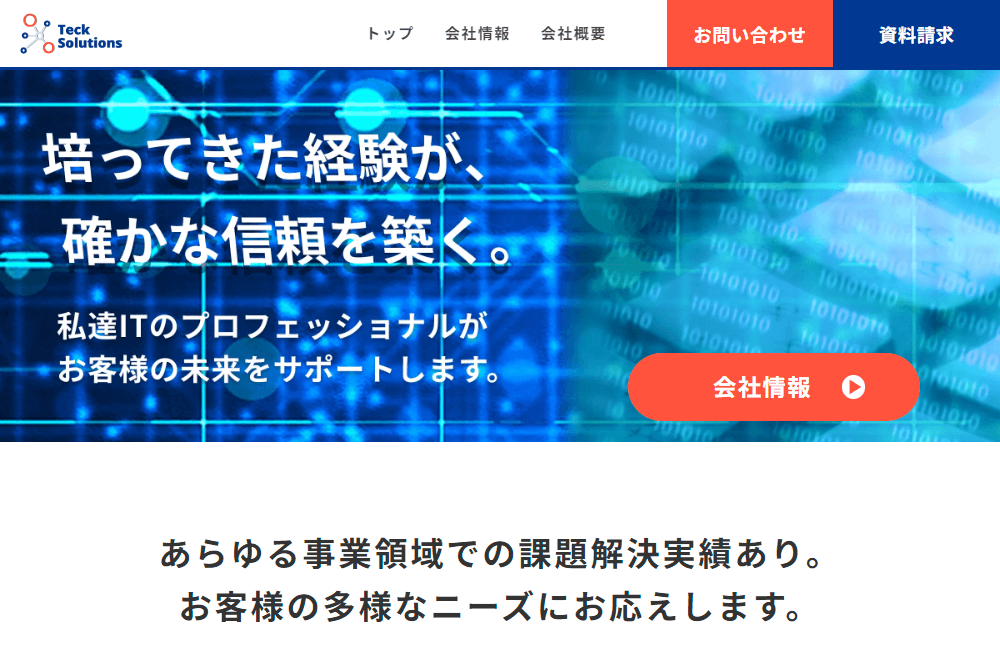 Teck
Solutions
トップ
会社情報
会社概要
お問い合わせ
資料請求
培ってきた経験が、
確かな信頼を築く。
私達ITのプロフェッショナルが
お客様の未来をサポートします。
会社情報
あらゆる事業領域での課題解決実績あり。
お客様の多様なニーズにお応えします。